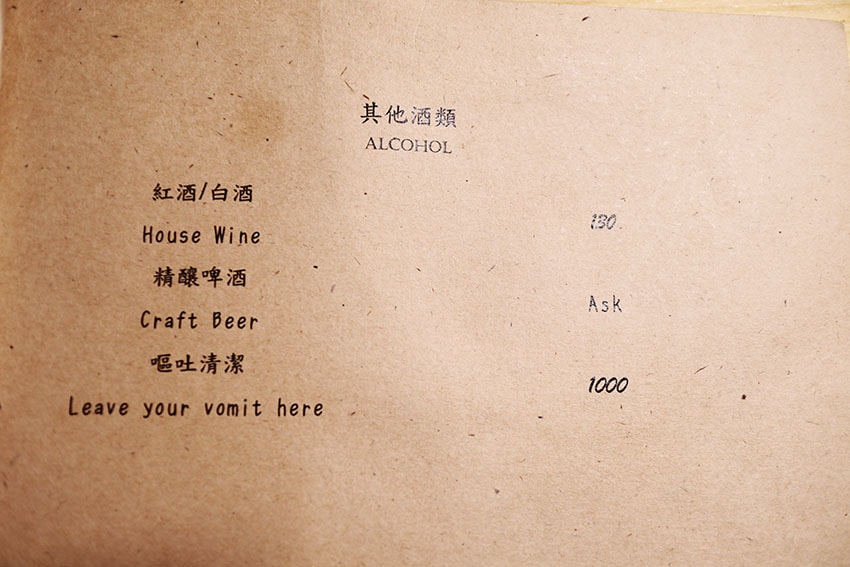 其他酒類
ALCOHOL
紅酒/白酒
House Wine
130
精釀啤酒
Craft Beer
Ask
嘔吐清潔
Leave your vomit here
1000